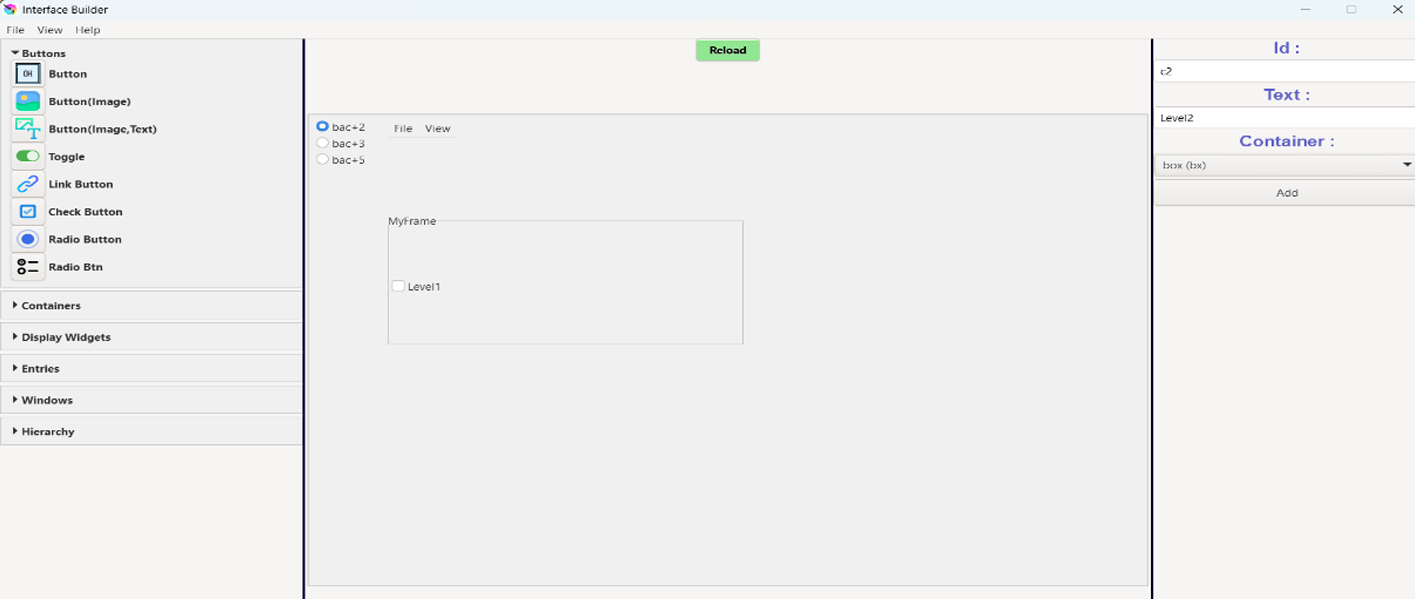 Interface Builder
File View Help
Buttons
OK
Button
Button(Image)
Button(Image,Text)
Toggle
Link Button
Check Button
Radio Button
Radio Btn
Containers
Display Widgets
Entries
Windows
Hierarchy
Reload
bac+2
bac+3
bac+5
File View
MyFrame
Level1
Id :
c2
Text :
Level2
Container :
box (bx)
Add